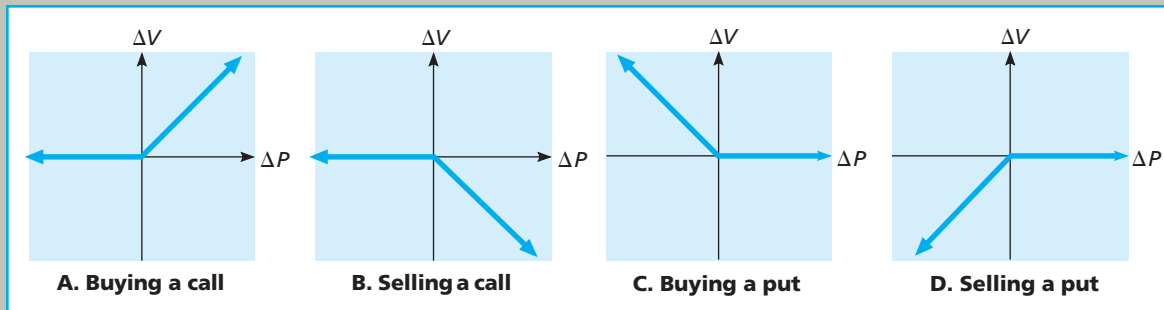 ΔV ΔV ΔV ΔV
ΔP ΔP ΔP ΔP
A. Buying a call B. Selling a call C. Buying a put D. Selling a put